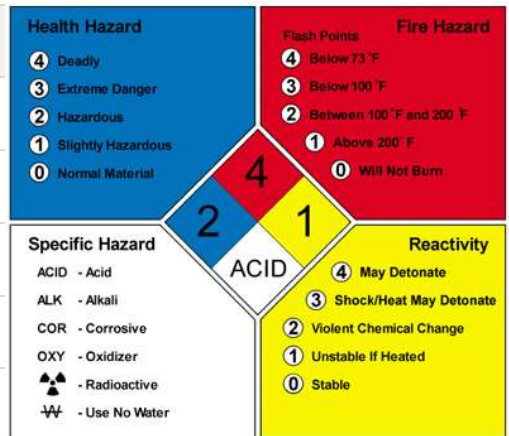 Health Hazard
4 Deadly
3 Extreme Danger
2 Hazardous
1 Slightly Hazardous
0 Normal Material
Fire Hazard
Flash Points
4 Below 73 °F
3 Below 100 °F
2 Between 100 °F and 200 °F
1 Above 200° F
0 Will Not Burn
4
2
1
ACID
Specific Hazard
ACID - Acid
ALK - Alkali
COR - Corrosive
OXY - Oxidizer
- Radioactive
W - Use No Water
Reactivity
4 May Detonate
3 Shock/Heat May Detonate
2 Violent Chemical Change
1 Unstable If Heated
0 Stable